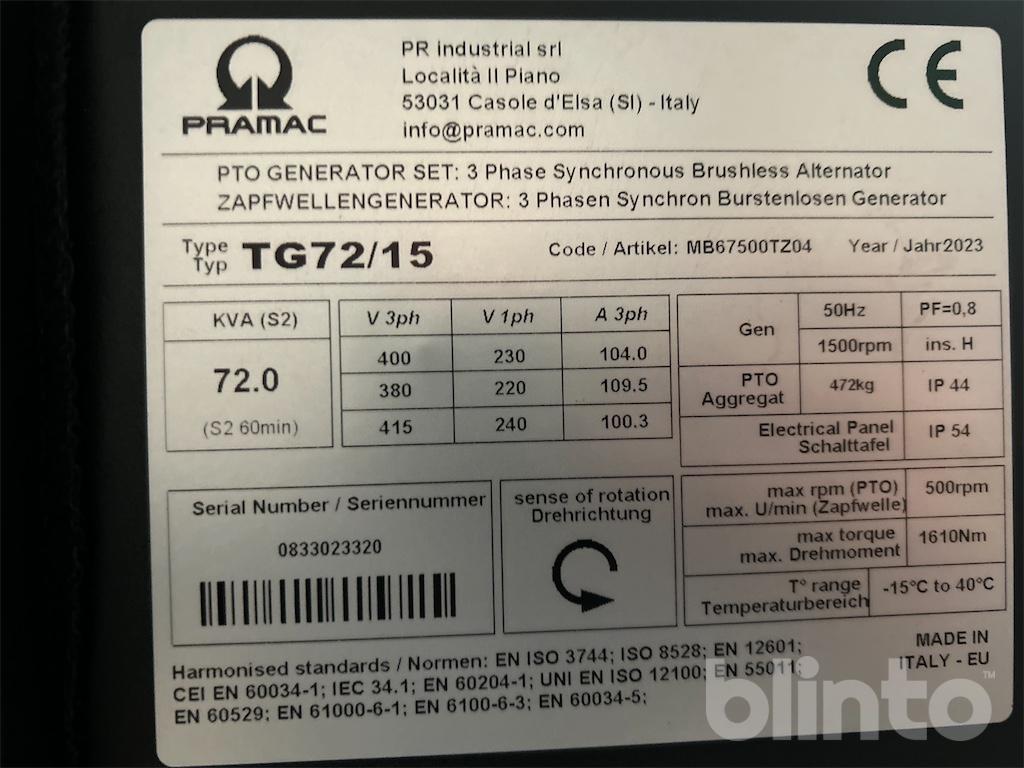 PRAMAC
PR industrial srl
Località Il Piano
53031 Casole d'Elsa (SI) - Italy
info@pramac.com
CE
PTO GENERATOR SET: 3 Phase Synchronous Brushless Alternator
ZAPFWELLENGENERATOR: 3 Phasen Synchron Burstenlosen Generator
Type
Typ
TG72/15
Code / Artikel: MB67500TZ04
Year / Jahr2023
KVA (S2)
72.0
(S2 60min)
V 3ph V 1ph A 3ph
400 230 104.0
380 220 109.5
415 240 100.3
Gen
50Hz PF=0,8
1500rpm ins. H
PTO
Aggregat
472kg IP 44
Electrical Panel
Schalttafel
IP 54
Serial Number / Seriennummer
0833023320
sense of rotation
Drehrichtung
max rpm (PTO)
max. U/min (Zapfwelle)
500rpm
max torque
max. Drehmoment
1610Nm
T° range
Temperaturbereich
-15°C to 40°C
Harmonised standards / Normen: EN ISO 3744; ISO 8528; EN 12601;
CEI EN 60034-1; IEC 34.1; EN 60204-1; UNI EN ISO 12100; EN 55011;
EN 60529; EN 61000-6-1; EN 6100-6-3; EN 60034-5;
MADE IN
ITALY - EU
blinto™